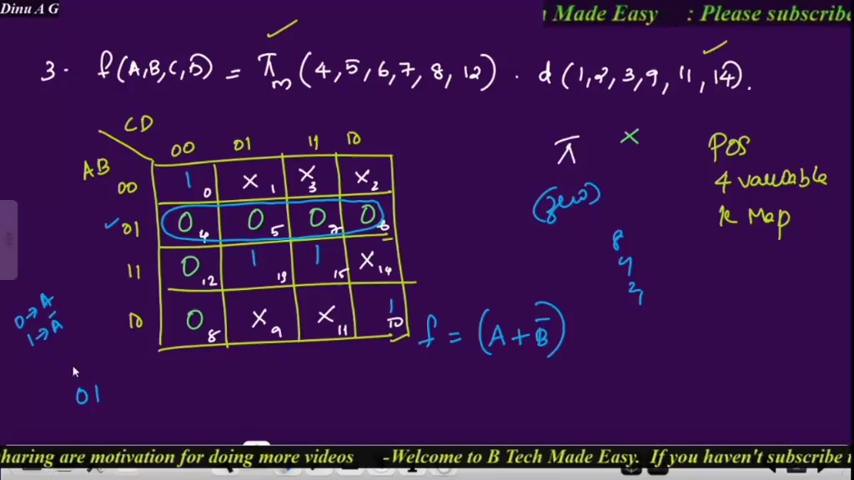 Dinu A G
Made Easy : Please subscribe
3. f(A,B,C,D) = π_m (4,5,6,7,8,12) . d(1,2,3,9,11,14).
CD
AB
00 01 11 10
00 1 0 X 1 X 3 X 2
01 0 4 0 5 0 7 0 6
11 0 12 1 13 1 15 X 14
10 0 8 X 9 X 11 1 10
π X
(zero)
POS
4 variable
K Map
8
4
2
0→A
1→A̅
01
f = (A + B̅)
sharing are motivation for doing more videos -Welcome to B Tech Made Easy. If you haven't subscribe